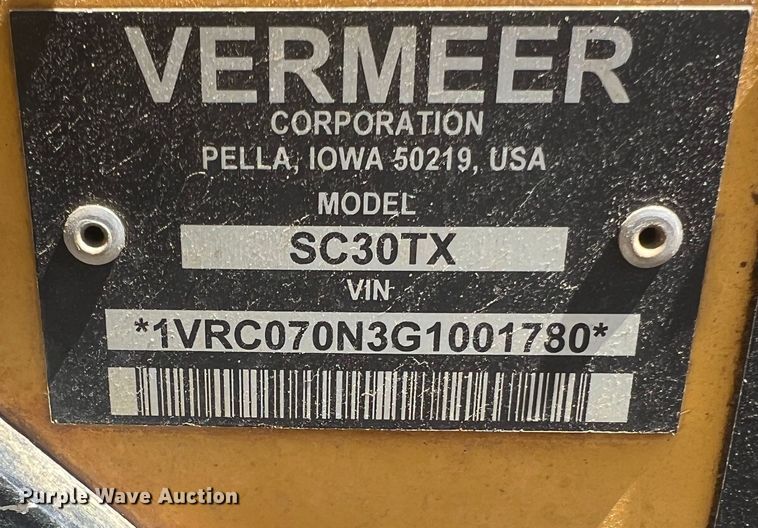 VERMEER
CORPORATION
PELLA, IOWA 50219, USA
MODEL
SC30TX
VIN
*1VRC070N3G1001780*
Purple Wave Auction